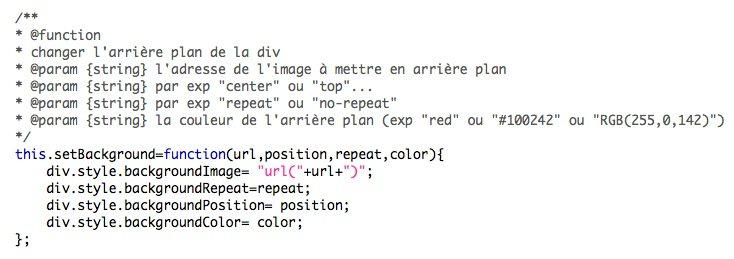 /**
* @function
* changer l'arrière plan de la div
* @param {string} l'adresse de l'image à mettre en arrière plan
* @param {string} par exp "center" ou "top"...
* @param {string} par exp "repeat" ou "no-repeat"
* @param {string} la couleur de l'arrière plan (exp "red" ou "#100242" ou "RGB(255,0,142)")
*/
this.setBackground=function(url,position,repeat,color){
    div.style.backgroundImage= "url("+url+")";
    div.style.backgroundRepeat=repeat;
    div.style.backgroundPosition= position;
    div.style.backgroundColor= color;
};